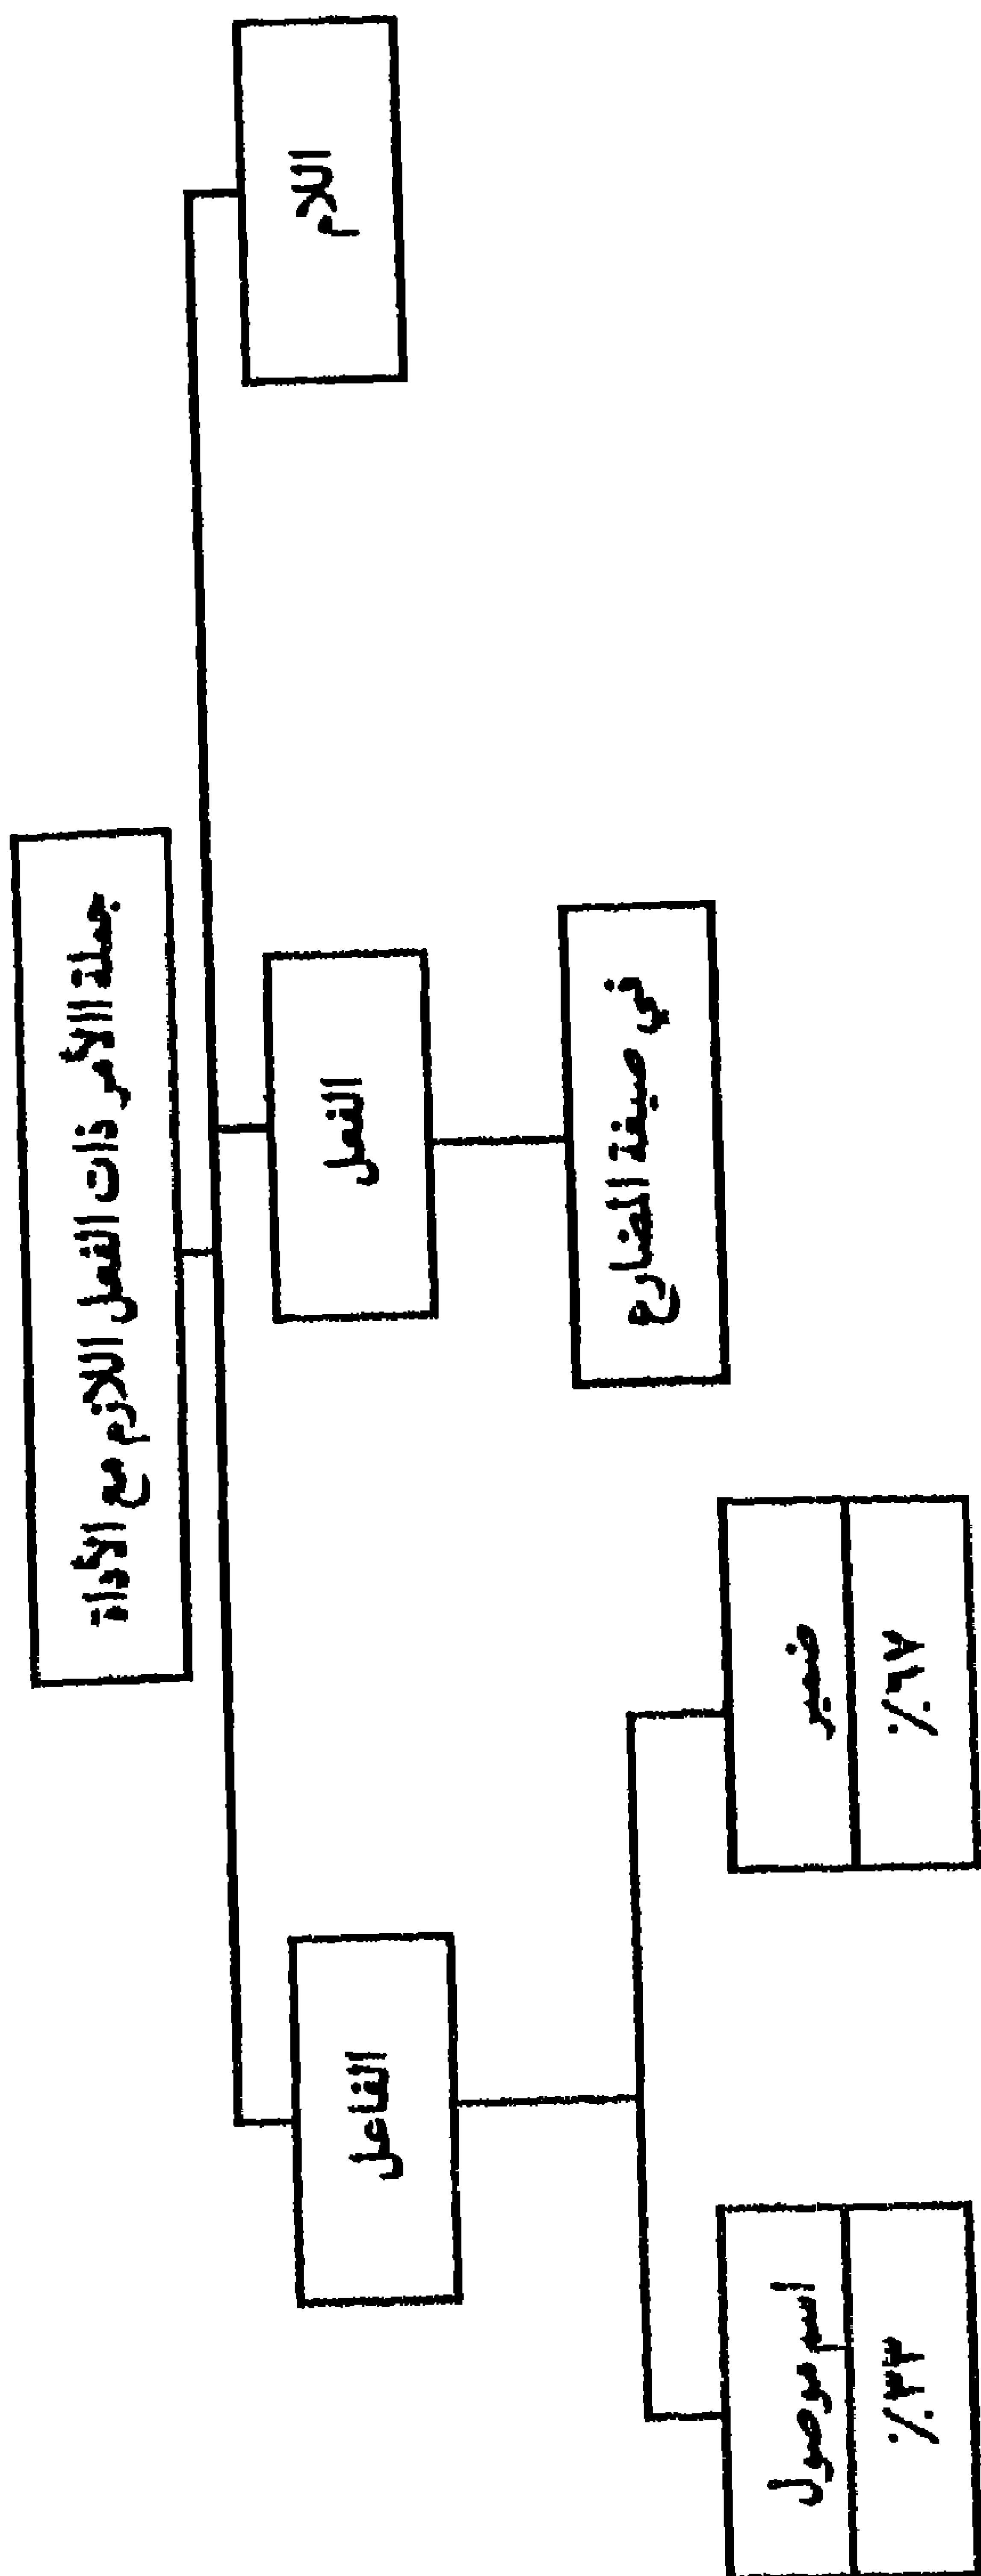 جملة الأمر ذات الفعل اللازم مع الأداة
اللام
الفعل
الفاعل
في صيغة المضارع
ضمير
٪٦٧
اسم موصول
٪٣٣